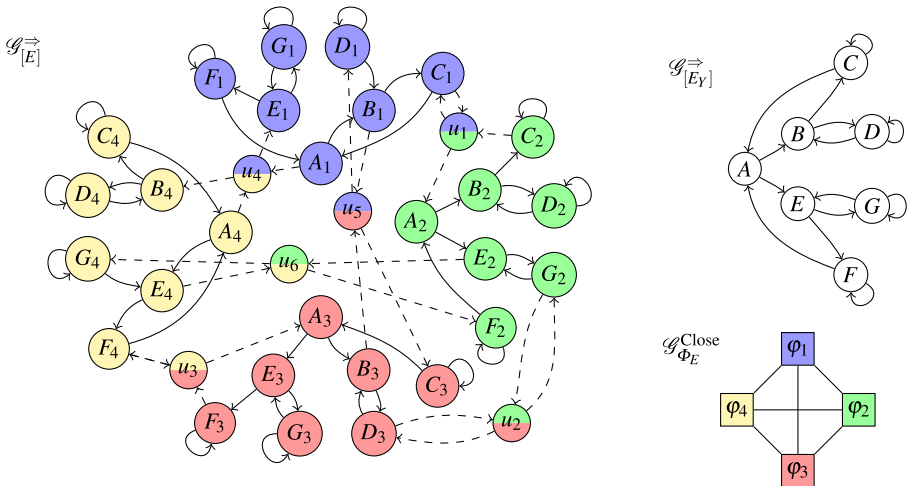 𝒢⇒[E]
G₁ D₁
F₁ C₁
E₁ B₁
C₄ u₁ C₂
A₁
u₄
D₄ B₄ B₂
u₅ D₂
A₄ A₂
G₄ u₆ E₂
G₂
E₄
A₃ F₂
F₄
u₃ E₃ B₃ C₃
F₃ G₃ D₃ u₂
𝒢⇒[E_Y]
C
B D
A
E G
F
𝒢^Close_Φ_E
φ₁
φ₄ φ₂
φ₃